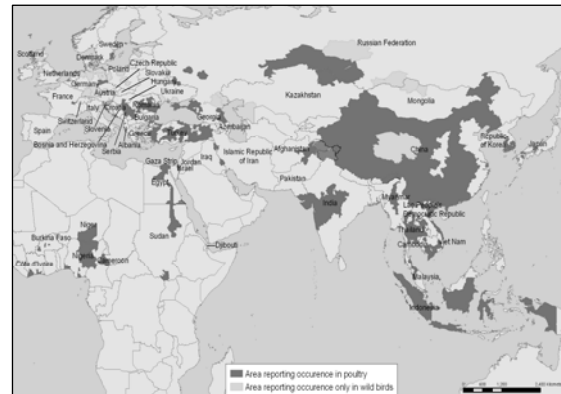 Scotland
Sweden
Denmark
Russian Federation
Netherlands
Poland
Czech Republic
Slovakia
Germany
Hungary
Austria
Ukraine
France
Kazakhstan
Mongolia
Italy
Croatia
Switzerland
Slovenia
Bulgaria
Georgia
Azerbaijan
Spain
Greece
Bosnia and Herzegovina
Albania
Serbia
Republic
of Korea
Japan
China
Islamic Republic
of Iran
Afghanistan
Iraq
Gaza Strip
Jordan
Israel
Pakistan
Egypt
India
Myanmar
Democratic Republic
Niger
Burkina Faso
Sudan
Djibouti
Thailand
Viet Nam
Cambodia
Nigeria
Cameroon
Côte d'Ivoire
Malaysia
Indonesia
Area reporting occurence in poultry
Area reporting occurence only in wild birds